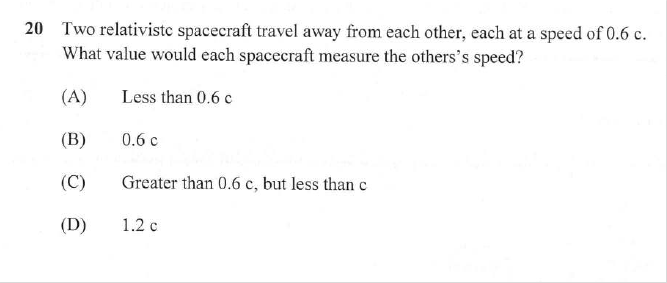 20 Two relativistc spacecraft travel away from each other, each at a speed of 0.6 c.
What value would each spacecraft measure the others's speed?
(A) Less than 0.6 c
(B) 0.6 c
(C) Greater than 0.6 c, but less than c
(D) 1.2 c